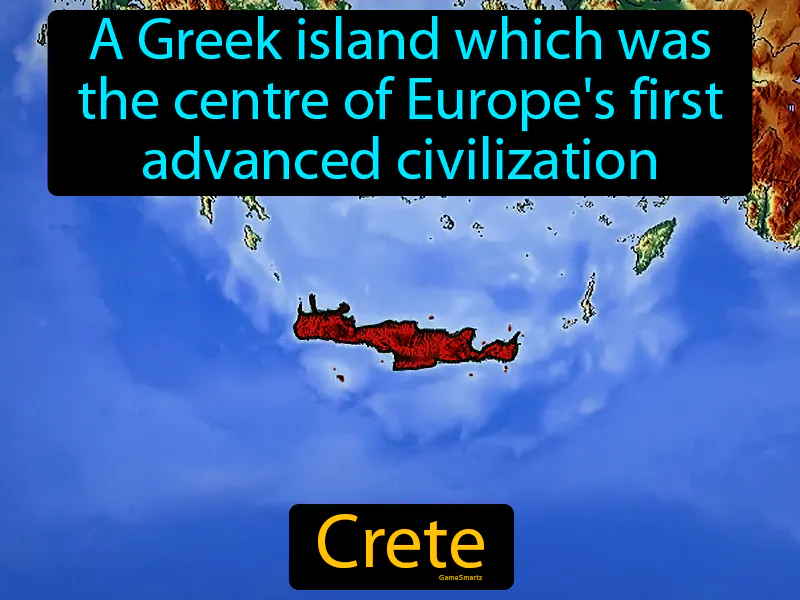 A Greek island which was
the centre of Europe's first
advanced civilization
Crete
GameSmartz